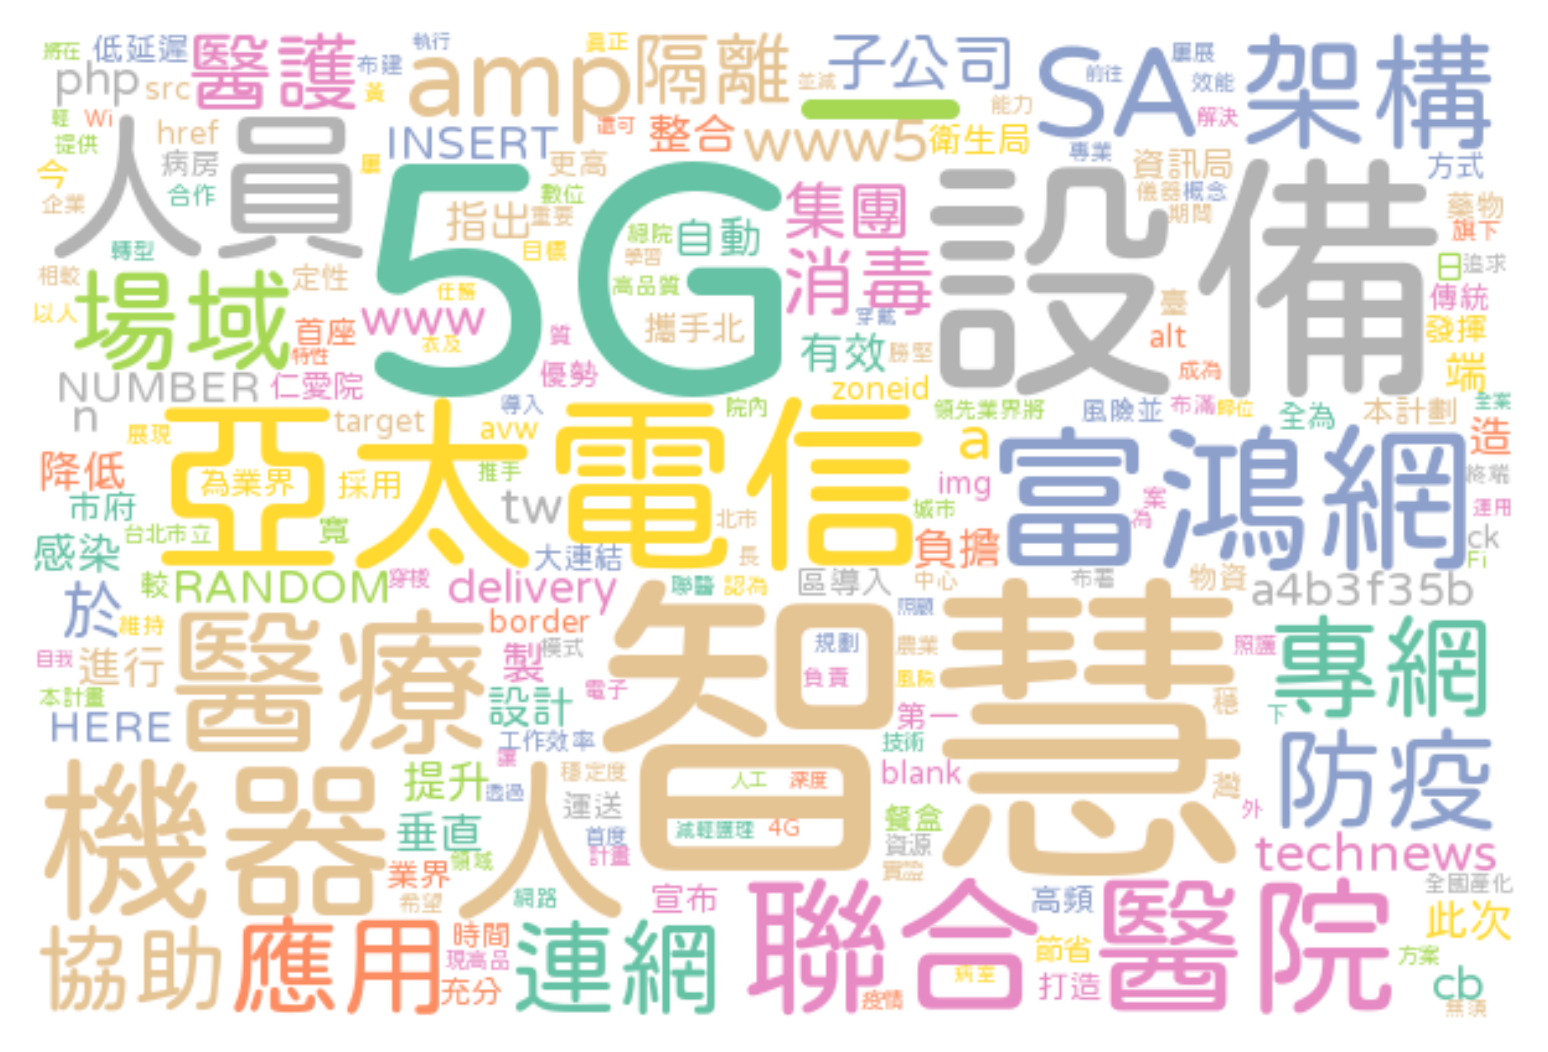 將在 低延遲 醫護 執行 布建 amp 真正 隔離 並減 一 子公司 能力 SA 前往 屢展 效能 解決 架構
php src 黃
輕 Wi 提供 href INSERT 還可 整合 www5 衛生局 專業 資訊局 方式
今 人員 病房 合作 屢 更高 數位 儀器 概念 期間 藥物 旗下
企業 轉型 5G 指出 重要 目標 總院 學習 自動 集團 設備 日 追求
相較 場域 定性 任務 高品質 消毒 穿戴 臺 傳統
以人 首座 特性 www 衣及 質 攜手北 有效 勝堅 alt 成為 發揮 端
NUMBER 仁愛院 優勢 zoneid
n target 導入 院內 領先業界將 風險並 布滿 歸位 全為 本計劃 全案
展現 亞太電信 avw a 富鴻網 造
降低 為業界 採用 推手 img 終端
市府 tw 北市 城市 案 為 運用
台北市立 寬 ck
感染 大連結 長 負擔 Fi
較 RANDOM 穿梭 delivery 聯醫 認為 區導入 中心 布署 物資 a4b3f35b
於 維持 border 智慧 照顧
自我 進行 醫療 製 模式 規劃 農業 照護 專網
本計畫 設計 電子 負責 風險 穩 下
HERE 工作效率 讓 第一 技術 防疫
機器人 提升 透過 穩定度 人工 深度 blank 灣
垂直 運送 首度 減輕護理 4G 餐盒 外
業界 領域 計畫 資源 technews
希望 網路 宣布 實證 高頻 全國產化
協助 應用 時間 連網 聯合醫院 節省 此次
現高品 病室 方案
充分 疫情 打造 cb
無須